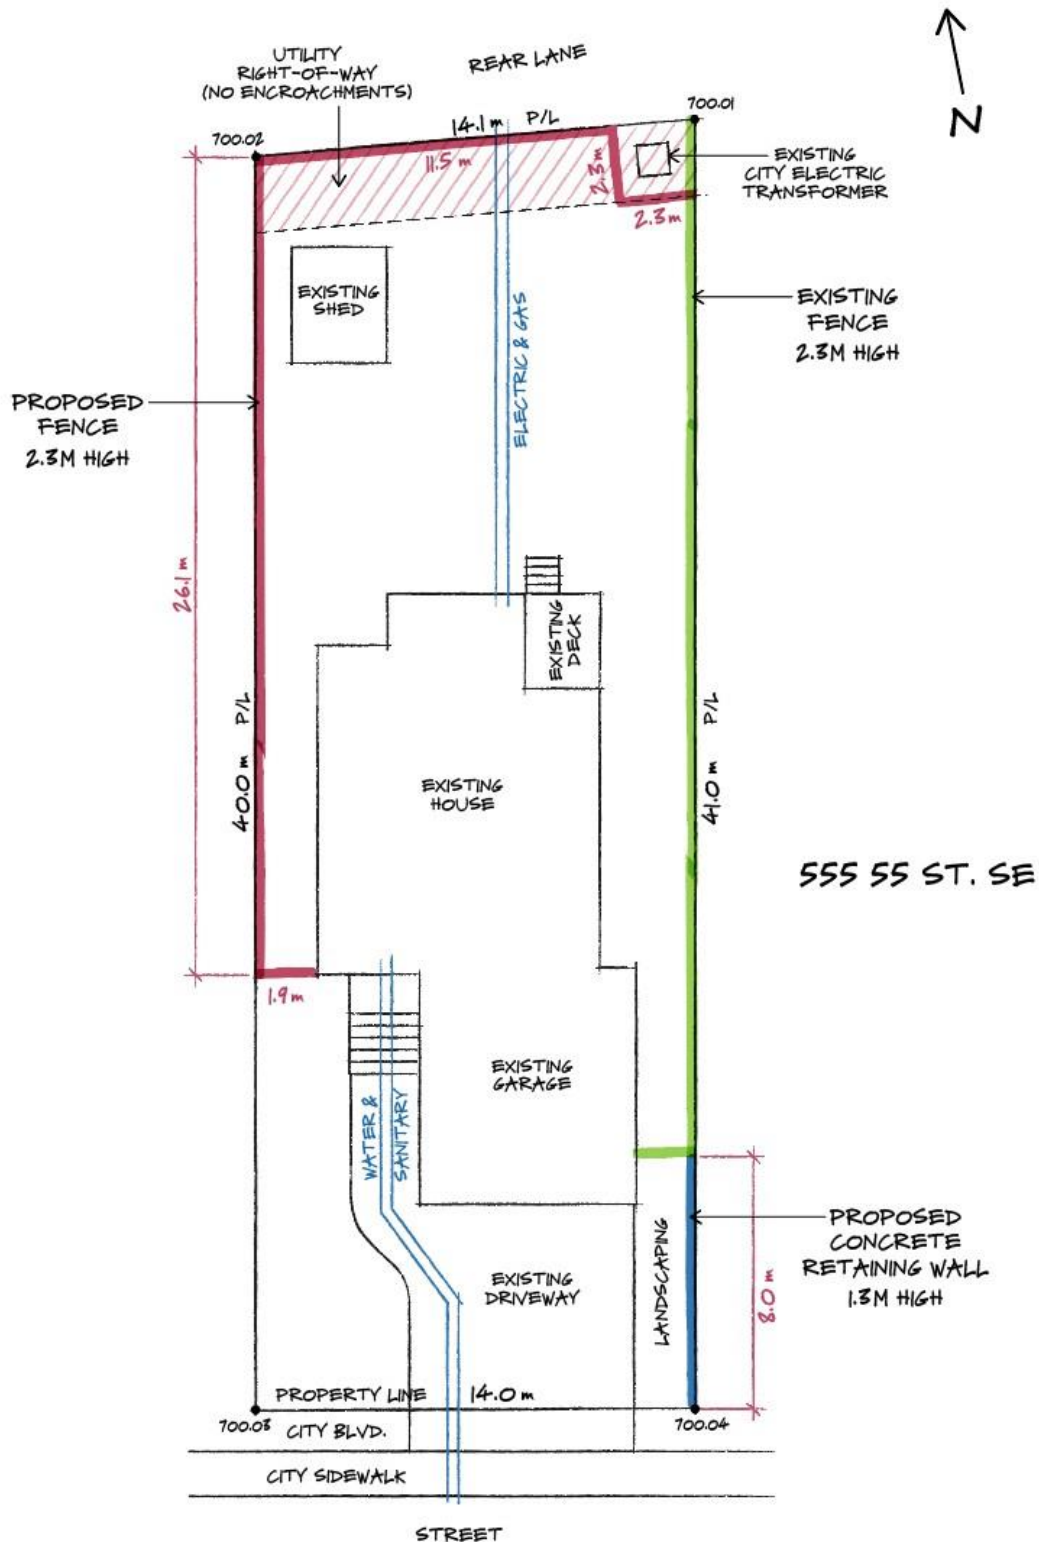 REAR LANE
UTILITY
RIGHT-OF-WAY
(NO ENCROACHMENTS)
N
700.02
14.1 m P/L
700.01
11.5 m
2.3 m
2.3 m
EXISTING
CITY ELECTRIC
TRANSFORMER
EXISTING
SHED
ELECTRIC & GAS
EXISTING
FENCE
2.3M HIGH
PROPOSED
FENCE
2.3M HIGH
26.1 m
EXISTING
DECK
40.0 m P/L
EXISTING
HOUSE
41.0 m P/L
555 55 ST. SE
1.9 m
EXISTING
GARAGE
WATER &
SANITARY
LANDSCAPING
EXISTING
DRIVEWAY
PROPOSED
CONCRETE
RETAINING WALL
1.3M HIGH
8.0 m
PROPERTY LINE 14.0 m
700.03
CITY BLVD.
700.04
CITY SIDEWALK
STREET